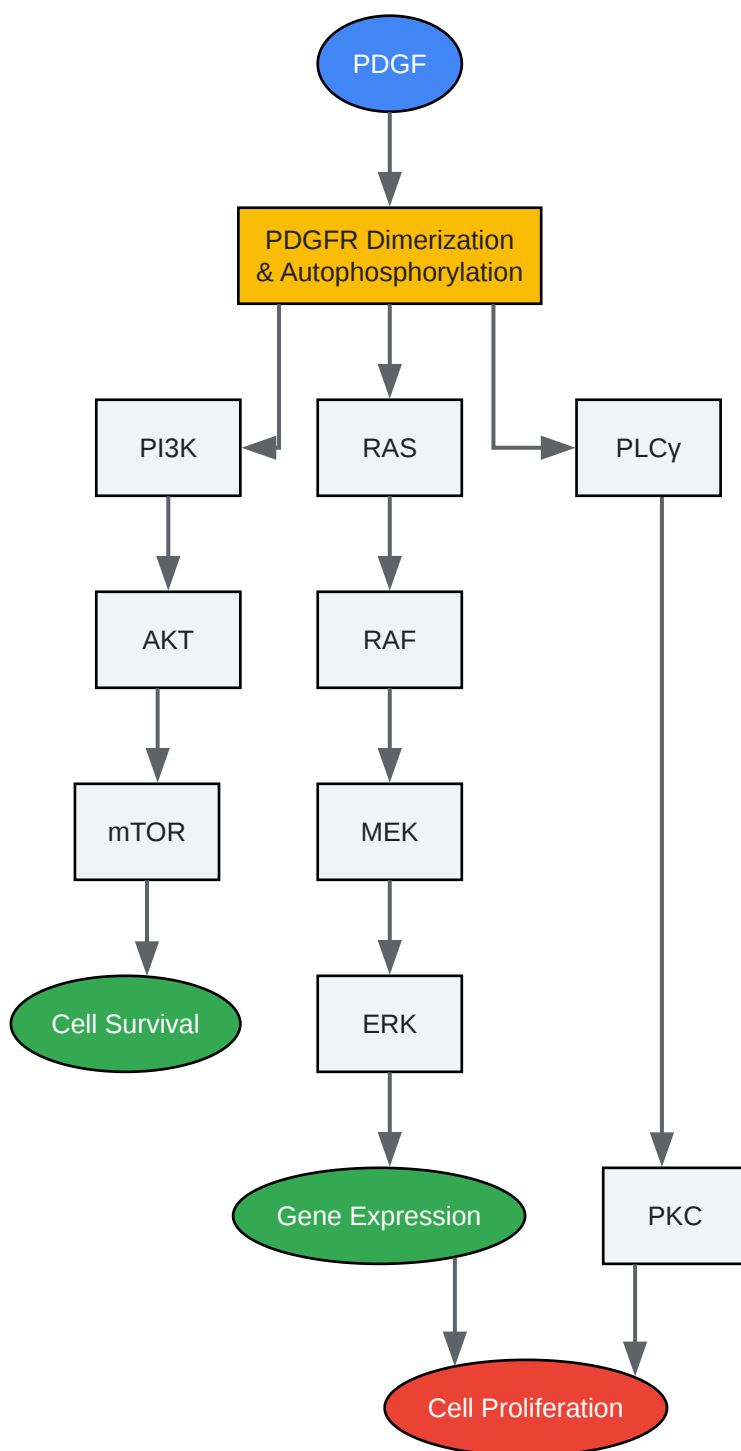 PDGF
PDGFR Dimerization
& Autophosphorylation
PI3K
RAS
PLCγ
AKT
RAF
mTOR
MEK
Cell Survival
ERK
Gene Expression
PKC
Cell Proliferation